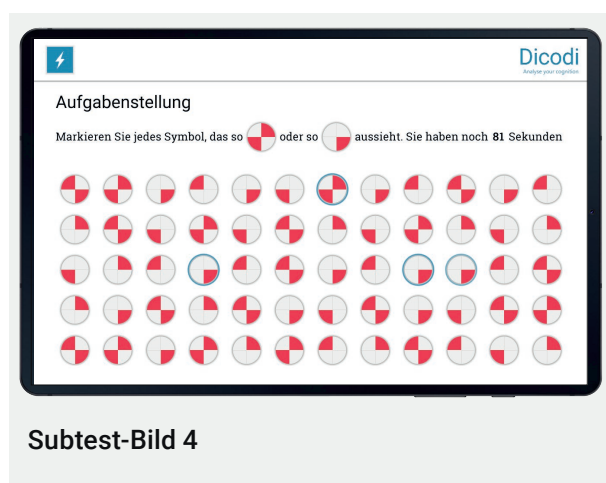 Dicodi
Analyse your cognition
Aufgabenstellung
Markieren Sie jedes Symbol, das so oder so aussieht. Sie haben noch 81 Sekunden
Subtest-Bild 4